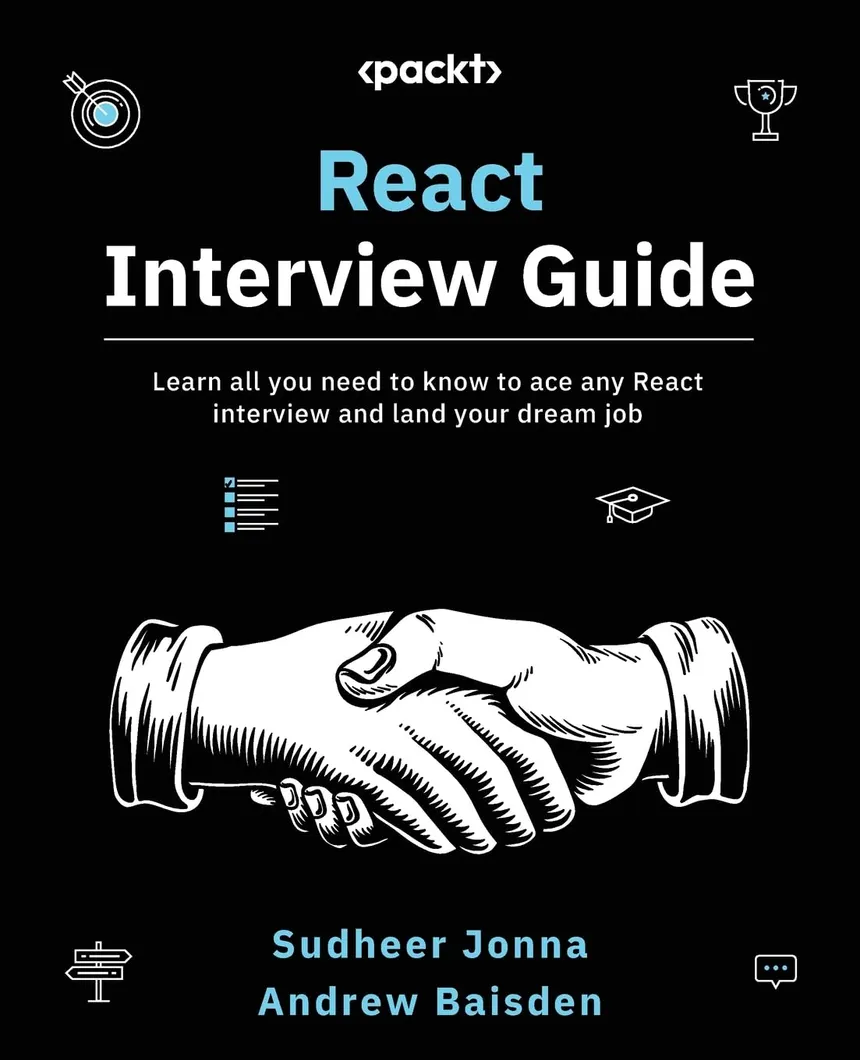 <packt>
React
Interview Guide
Learn all you need to know to ace any React
interview and land your dream job
Sudheer Jonna
Andrew Baisden